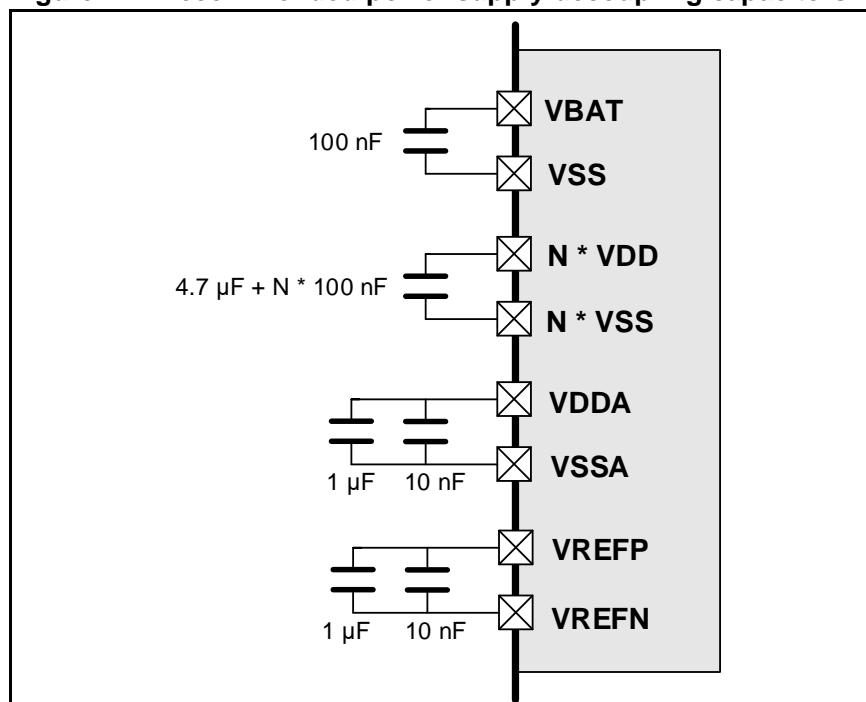 100 nF
VBAT
VSS
4.7 µF + N * 100 nF
N * VDD
N * VSS
VDDA
VSSA
1 µF 10 nF
VREFP
VREFN
1 µF 10 nF